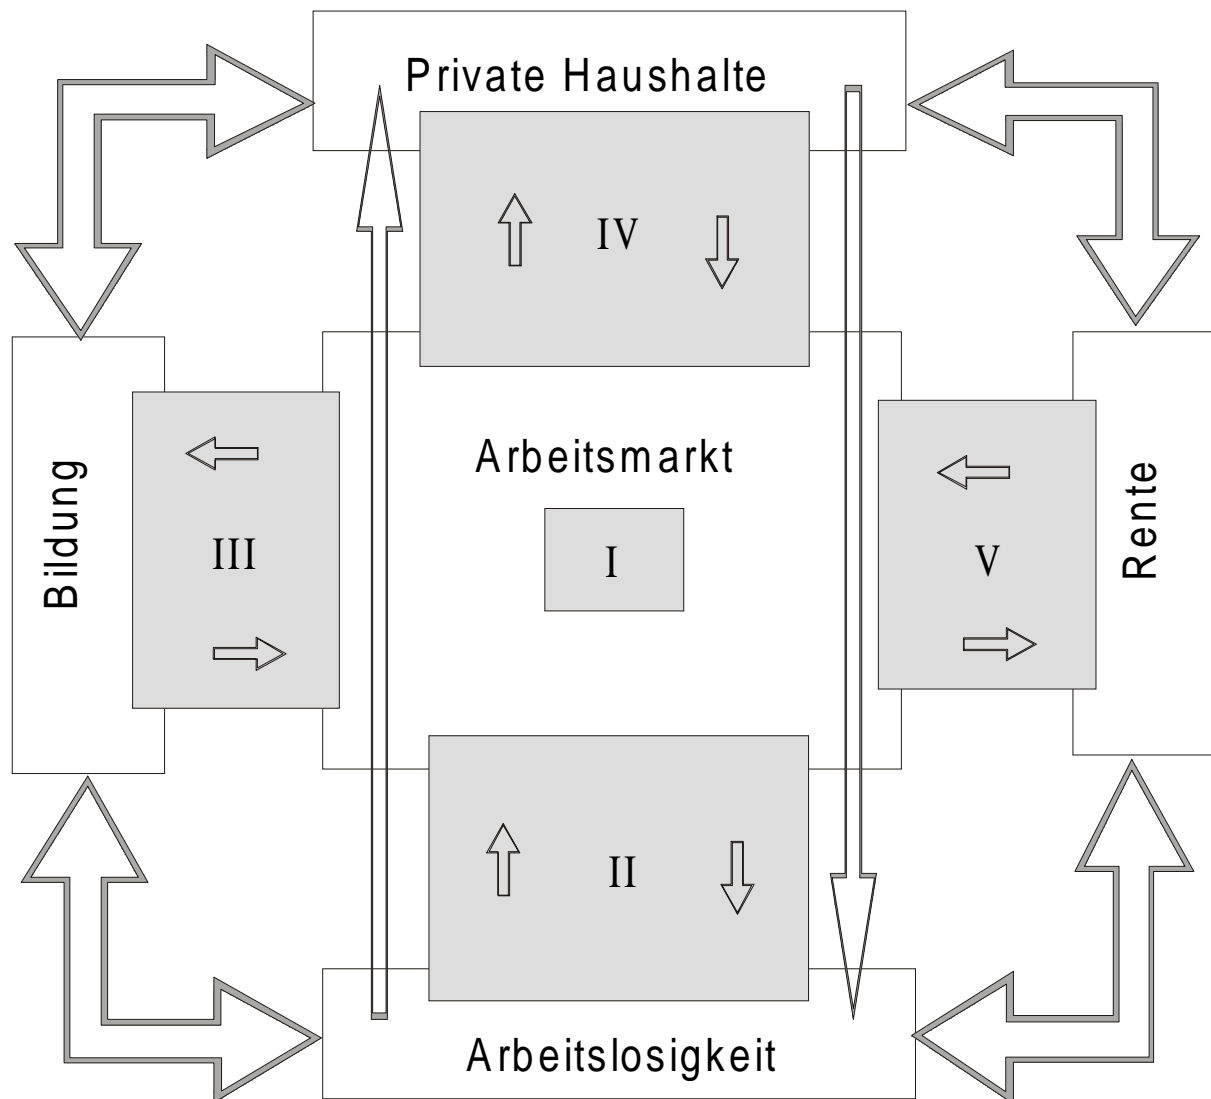 Private Haushalte
IV
Arbeitsmarkt
Bildung
III
I
V
Rente
II
Arbeitslosigkeit